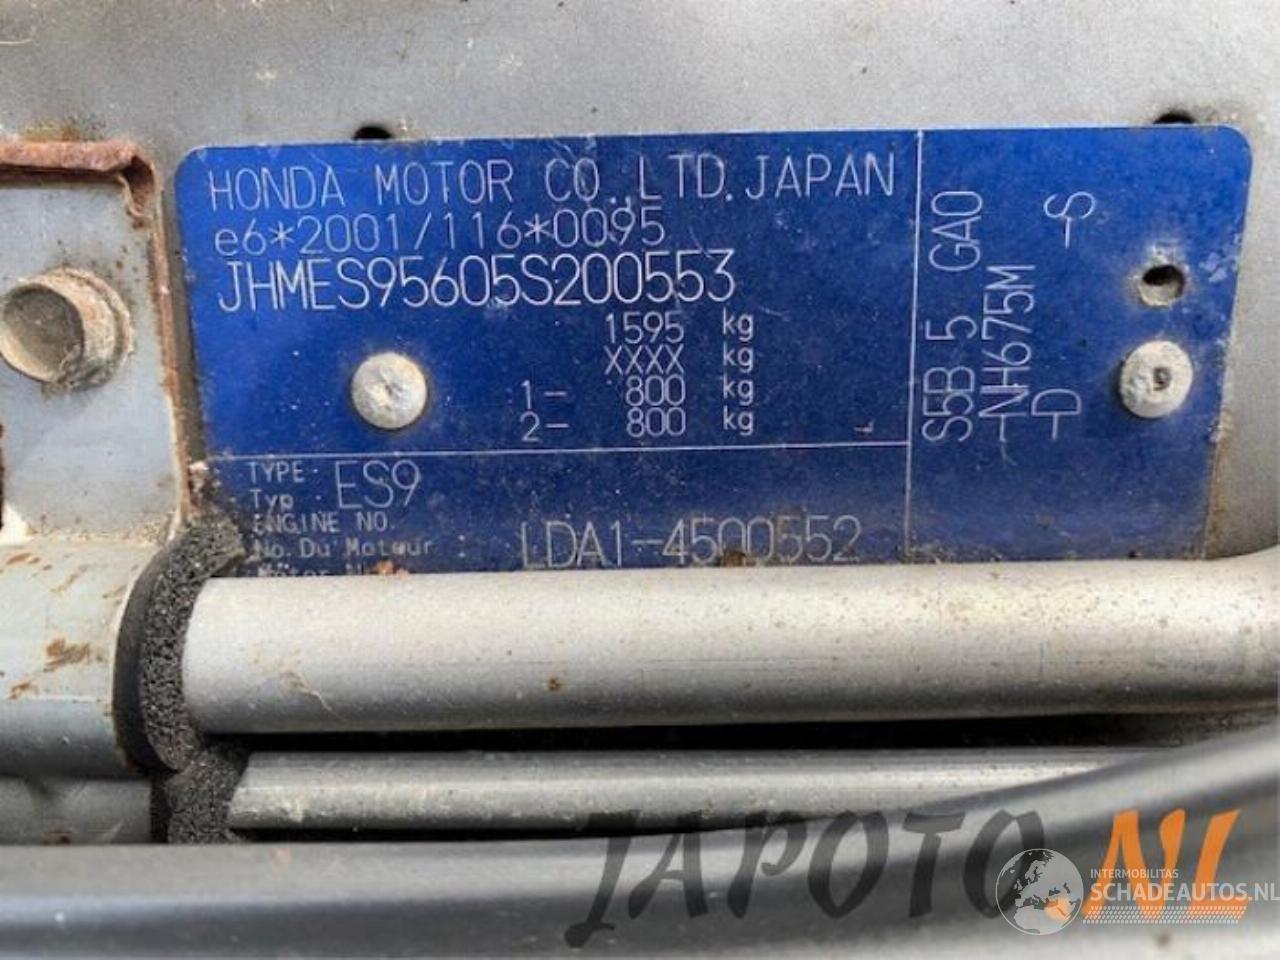 HONDA MOTOR CO.,LTD.JAPAN
e6*2001/116*0095
JHMES95605S200553
1595 kg
XXXX kg
1- 800 kg
2- 800 kg
TYPE :
Typ : ES9
ENGINE NO.
No.Du Moteur : LDA1-4500552
S5B 5 GA0
-NH675M
-D -S
JAPOTO.NL
INTERMOBILITAS
SCHADEAUTOS.NL